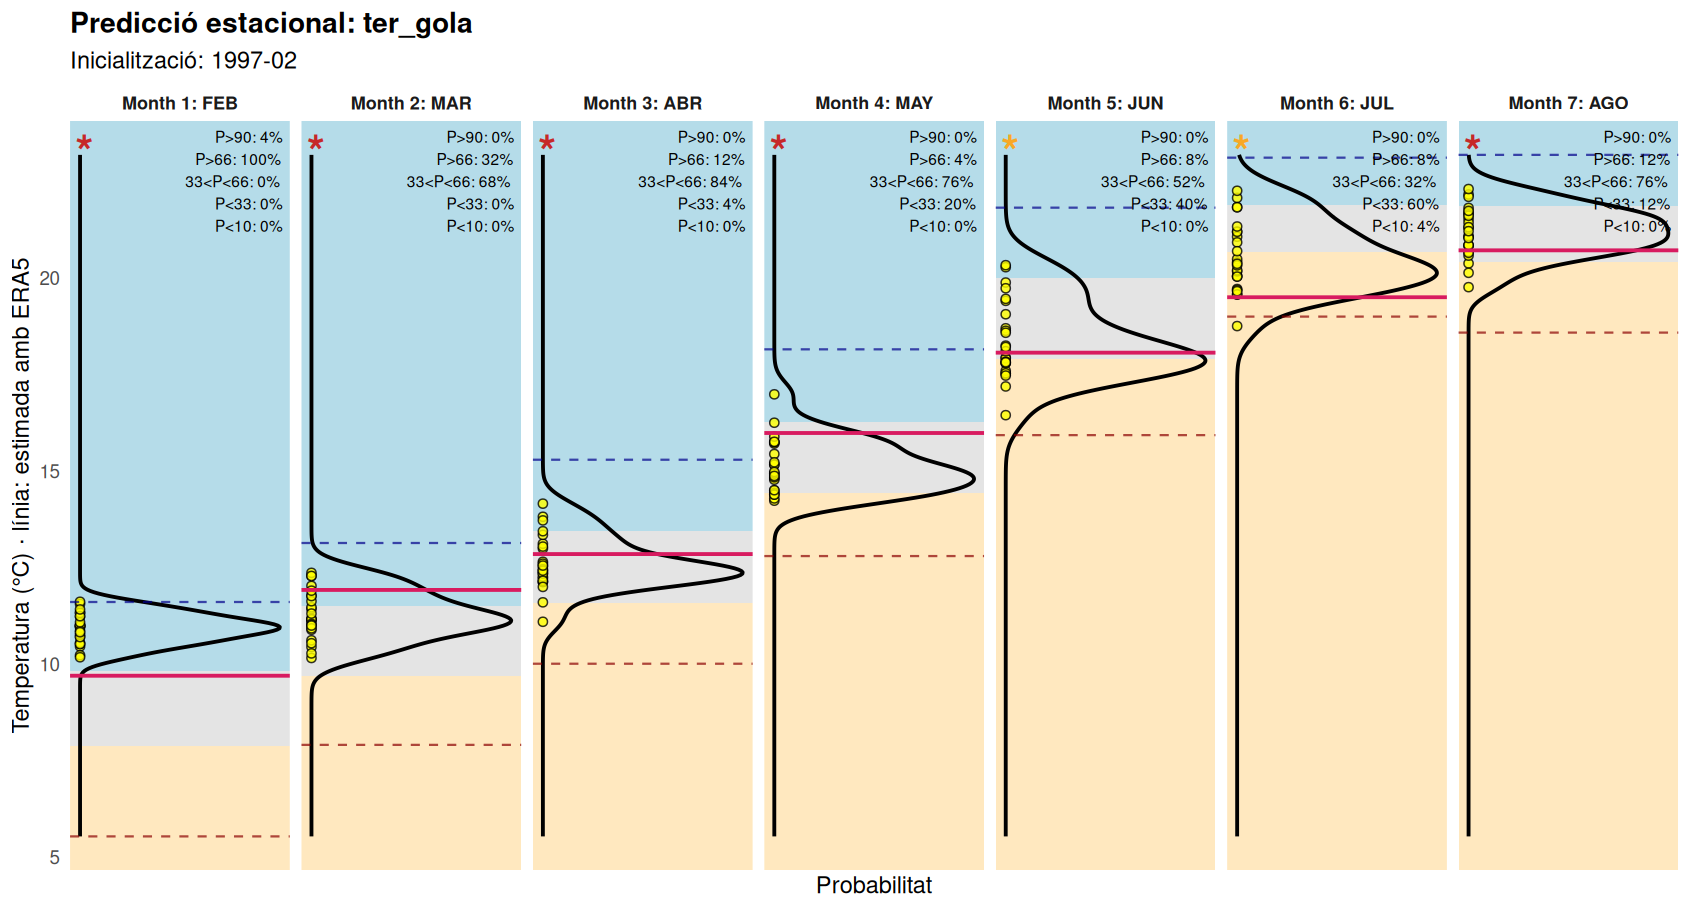 Predicció estacional: ter_gola
Inicialització: 1997-02
Month 1: FEB
Month 2: MAR
Month 3: ABR
Month 4: MAY
Month 5: JUN
Month 6: JUL
Month 7: AGO
*
P>90: 4%
P>66: 100%
33<P<66: 0%
P<33: 0%
P<10: 0%
*
P>90: 0%
P>66: 32%
33<P<66: 68%
P<33: 0%
P<10: 0%
*
P>90: 0%
P>66: 12%
33<P<66: 84%
P<33: 4%
P<10: 0%
*
P>90: 0%
P>66: 4%
33<P<66: 76%
P<33: 20%
P<10: 0%
*
P>90: 0%
P>66: 8%
33<P<66: 52%
P<33: 40%
P<10: 0%
*
P>90: 0%
P>66: 8%
33<P<66: 32%
P<33: 60%
P<10: 4%
*
P>90: 0%
P>66: 12%
33<P<66: 76%
P<33: 12%
P<10: 0%
20
15
10
5
Temperatura (°C) · línia: estimada amb ERA5
Probabilitat